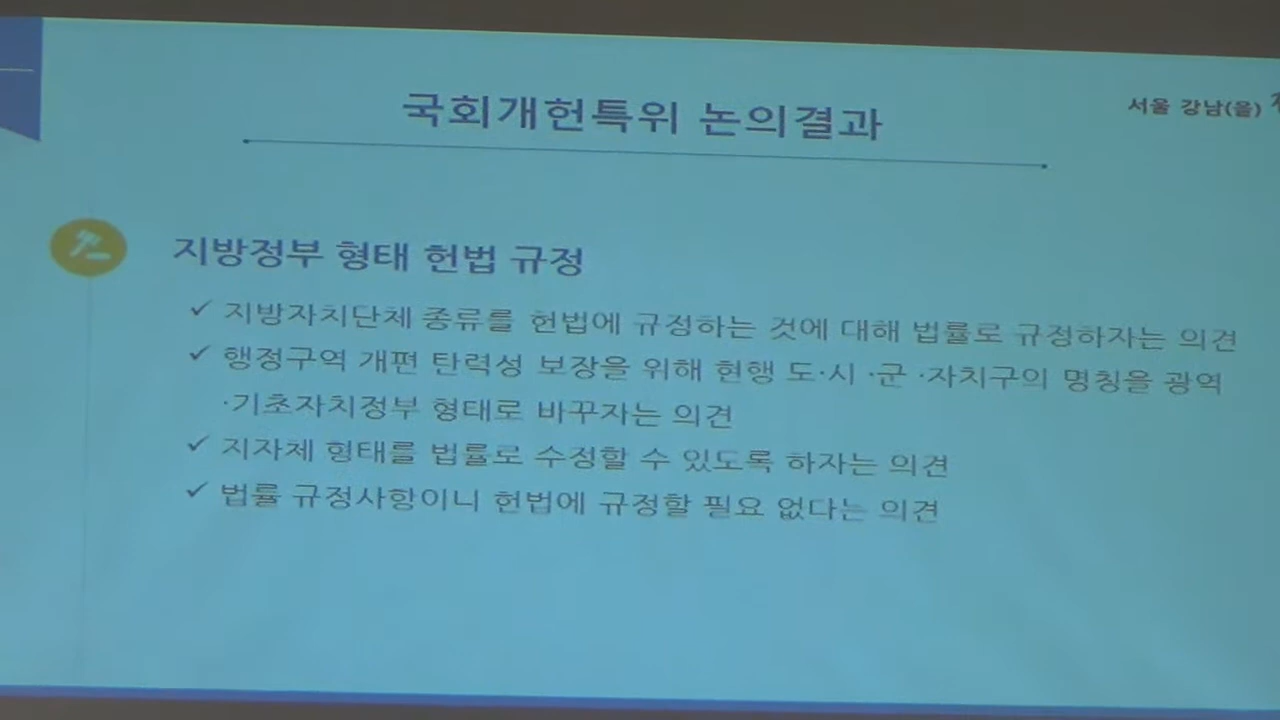 국회개헌특위 논의결과
서울 강남(을)
지방정부 형태 헌법 규정
✓ 지방자치단체 종류를 헌법에 규정하는 것에 대해 법률로 규정하자는 의견
✓ 행정구역 개편 탄력성 보장을 위해 현행 도·시 ·군 ·자치구의 명칭을 광역
·기초자치정부 형태로 바꾸자는 의견
✓ 지자체 형태를 법률로 수정할 수 있도록 하자는 의견
✓ 법률 규정사항이니 헌법에 규정할 필요 없다는 의견